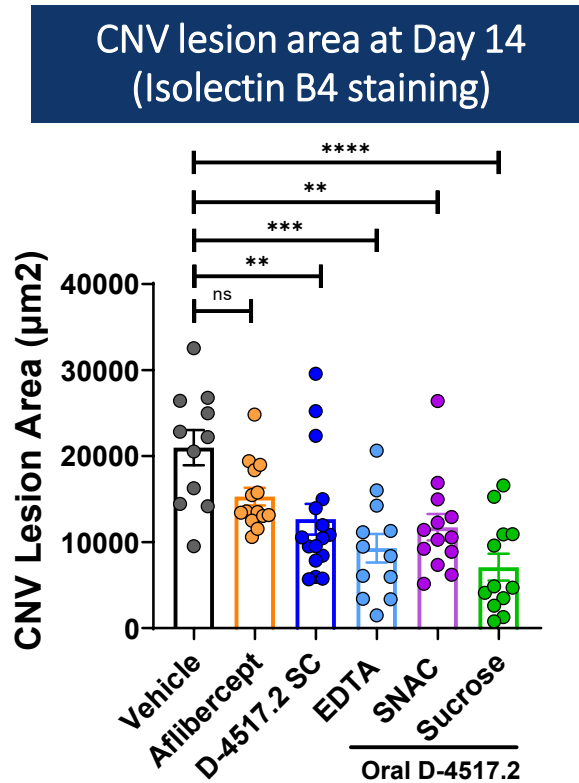 CNV lesion area at Day 14
(Isolectin B4 staining)
****
**
***
**
ns
CNV Lesion Area (µm2)
40000
30000
20000
10000
0
Vehicle
Aflibercept
D-4517.2 SC
EDTA
SNAC
Sucrose
Oral D-4517.2